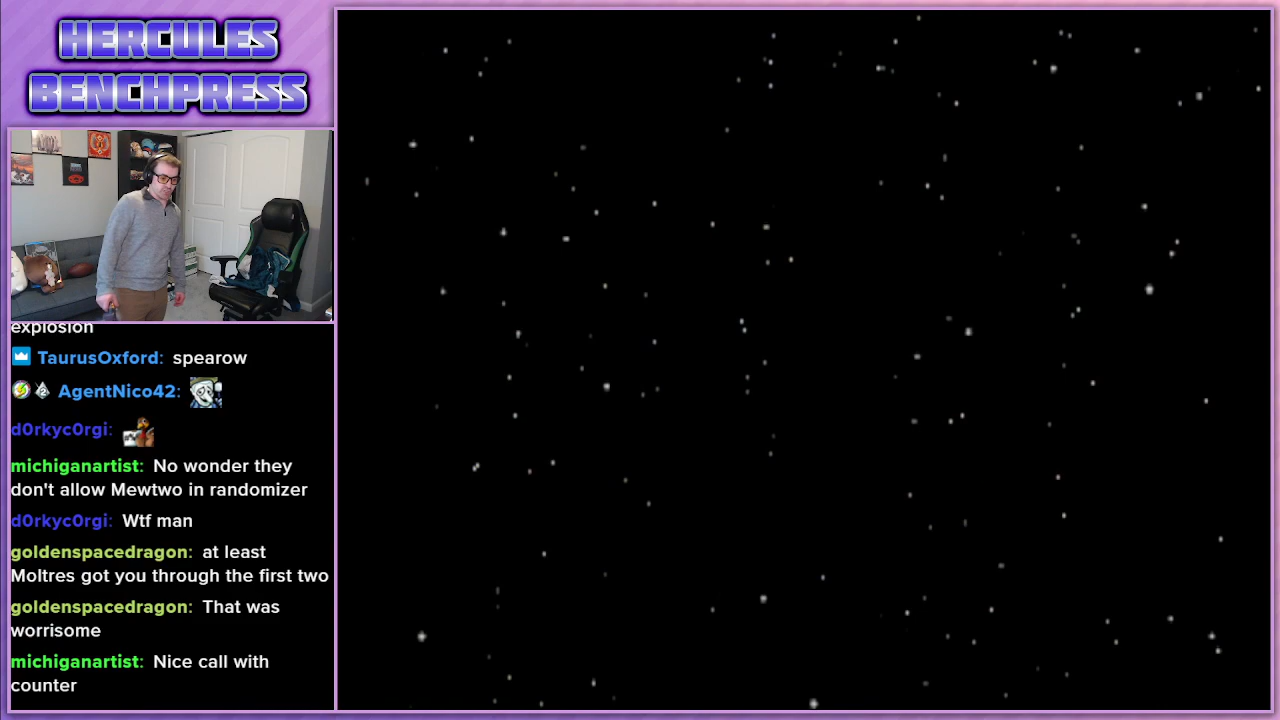 HERCULES
BENCHPRESS
explosion
TaurusOxford: spearow
AgentNico42:
d0rkyc0rgi:
michiganartist: No wonder they
don't allow Mewtwo in randomizer
d0rkyc0rgi: Wtf man
goldenspacedragon: at least
Moltres got you through the first two
goldenspacedragon: That was
worrisome
michiganartist: Nice call with
counter